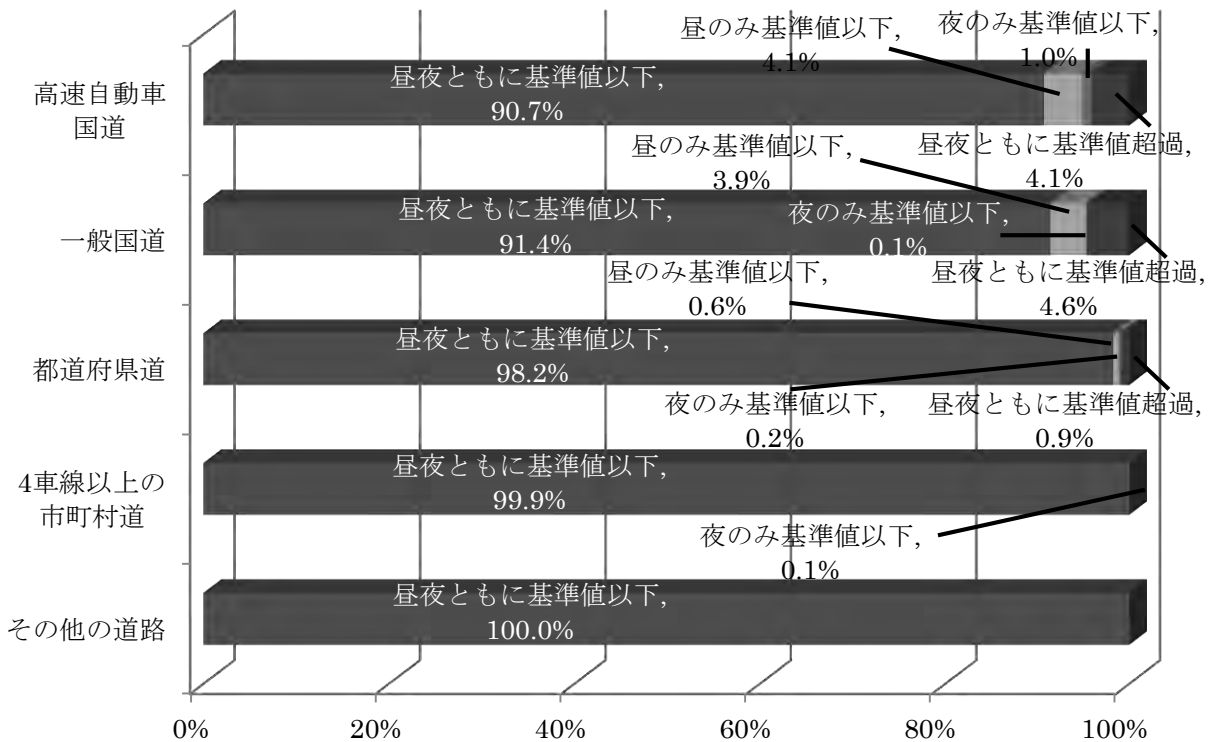 昼のみ基準値以下,
4.1%
夜のみ基準値以下,
1.0%
高速自動車
国道
昼夜ともに基準値以下,
90.7%
昼夜ともに基準値超過,
4.1%
昼のみ基準値以下,
3.9%
一般国道
昼夜ともに基準値以下,
91.4%
夜のみ基準値以下,
0.1%
昼夜ともに基準値超過,
4.6%
昼のみ基準値以下,
0.6%
都道府県道
昼夜ともに基準値以下,
98.2%
夜のみ基準値以下,
0.2%
昼夜ともに基準値超過,
0.9%
4車線以上の
市町村道
昼夜ともに基準値以下,
99.9%
夜のみ基準値以下,
0.1%
その他の道路
昼夜ともに基準値以下,
100.0%
0%
20%
40%
60%
80%
100%